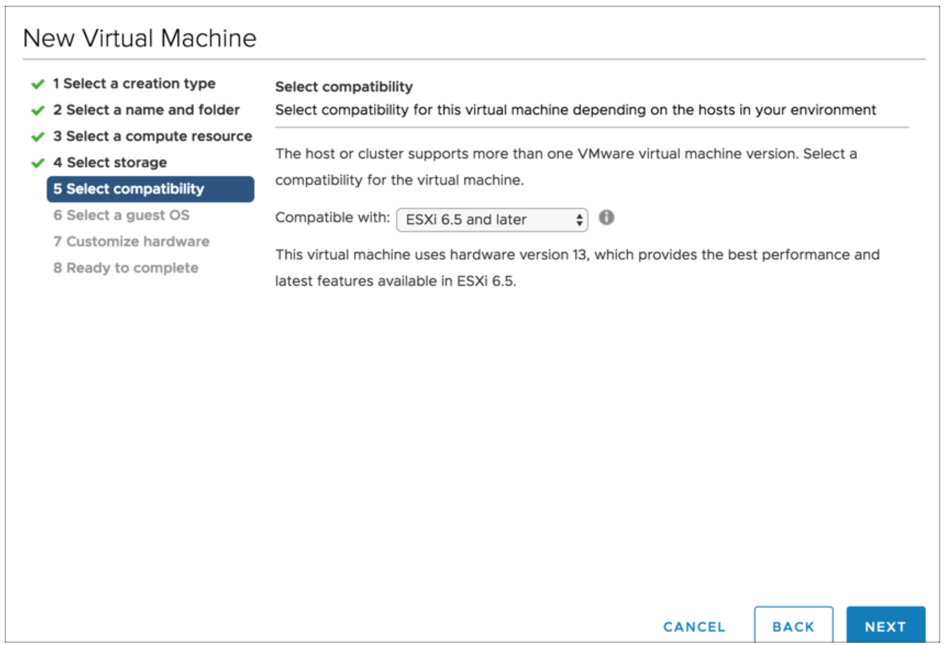 New Virtual Machine
1 Select a creation type
2 Select a name and folder
3 Select a compute resource
4 Select storage
5 Select compatibility
6 Select a guest OS
7 Customize hardware
8 Ready to complete
Select compatibility
Select compatibility for this virtual machine depending on the hosts in your environment
The host or cluster supports more than one VMware virtual machine version. Select a
compatibility for the virtual machine.
Compatible with: ESXi 6.5 and later
This virtual machine uses hardware version 13, which provides the best performance and
latest features available in ESXi 6.5.
CANCEL BACK NEXT